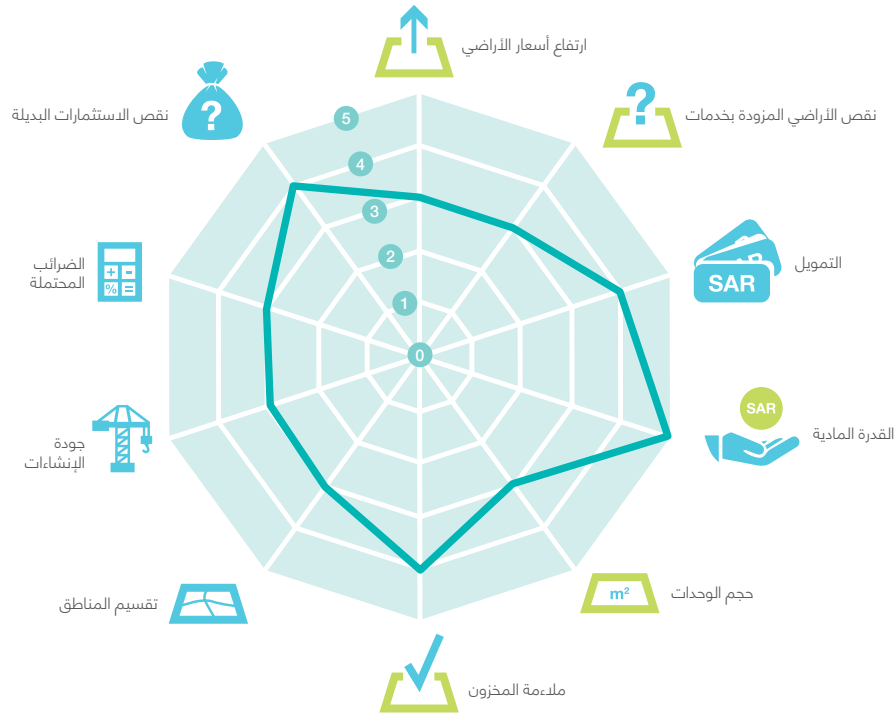 ارتفاع أسعار الأراضي
?
نقص الأراضي المزودة بخدمات
?
نقص الاستثمارات البديلة
5
4
3
2
1
0
التمويل
SAR
الضرائب
المحتملة
+ -
% =
SAR
القدرة المادية
جودة
الإنشاءات
m²
حجم الوحدات
تقسيم المناطق
ملاءمة المخزون